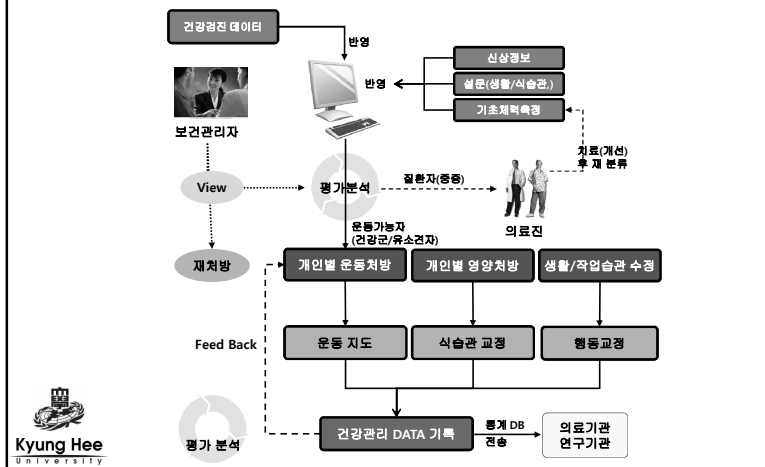 건강검진 데이터
반영
신상정보
반영
설문(생활/식습관,)
기초체력측정
보건관리자
치료(개선)
후 재 분류
View
평가분석
질환자(중증)
의료진
운동가능자
(건강군/유소견자)
재처방
개인별 운동처방
개인별 영양처방
생활/작업습관 수정
Feed Back
운동 지도
식습관 교정
행동교정
평가 분석
건강관리 DATA 기록
통계 DB
전송
의료기관
연구기관
Kyung Hee
University